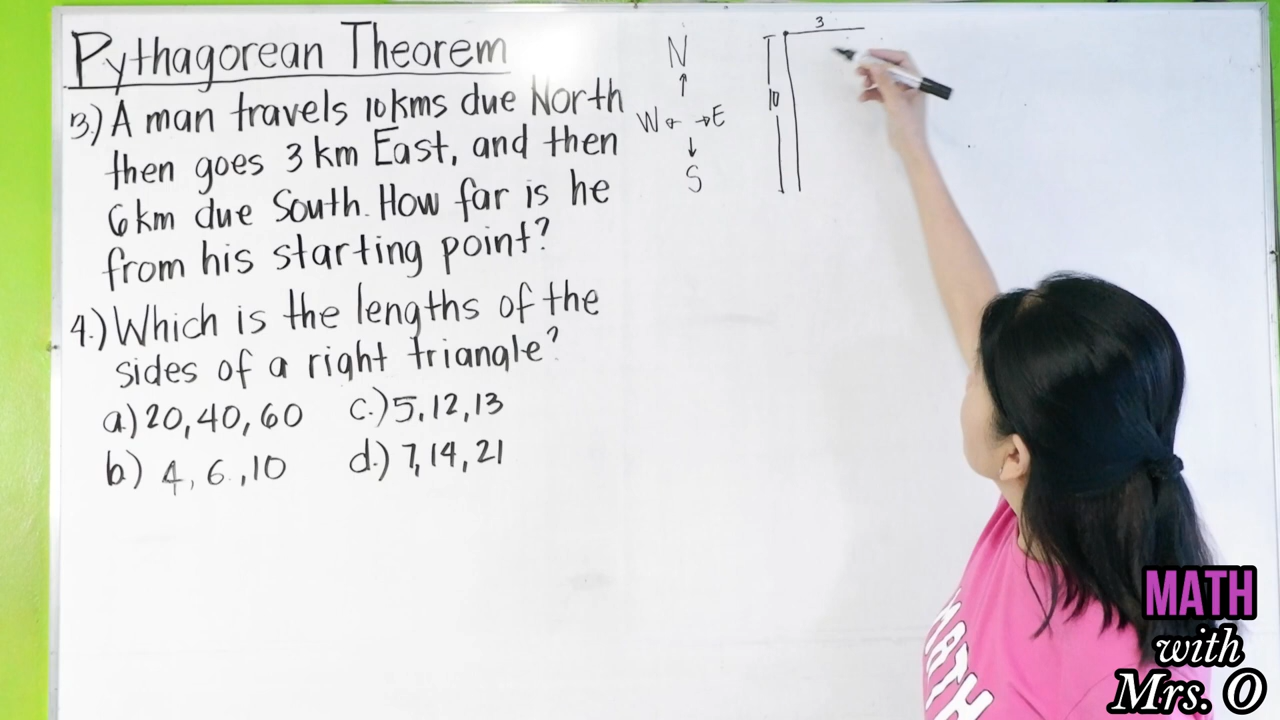 Pythagorean Theorem
3.) A man travels 10kms due North
then goes 3 km East, and then
6km due South. How far is he
from his starting point?
4.) Which is the lengths of the
sides of a right triangle?
a.) 20, 40, 60 c.) 5, 12, 13
b.) 4, 6, 10 d.) 7, 14, 21
N
W E
S
3
10
MATH
MATH
with
Mrs. O